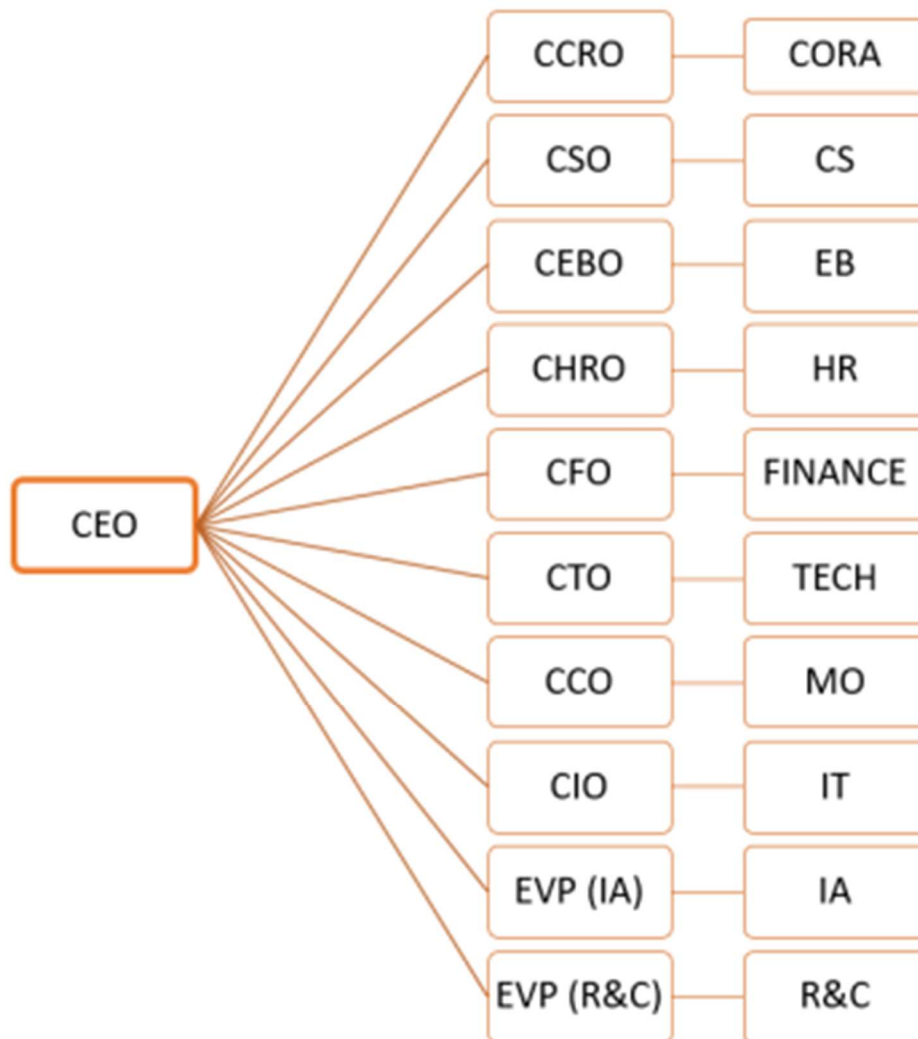 CCRO CORA
CSO CS
CEBO EB
CHRO HR
CFO FINANCE
CEO
CTO TECH
CCO MO
CIO IT
EVP (IA) IA
EVP (R&C) R&C